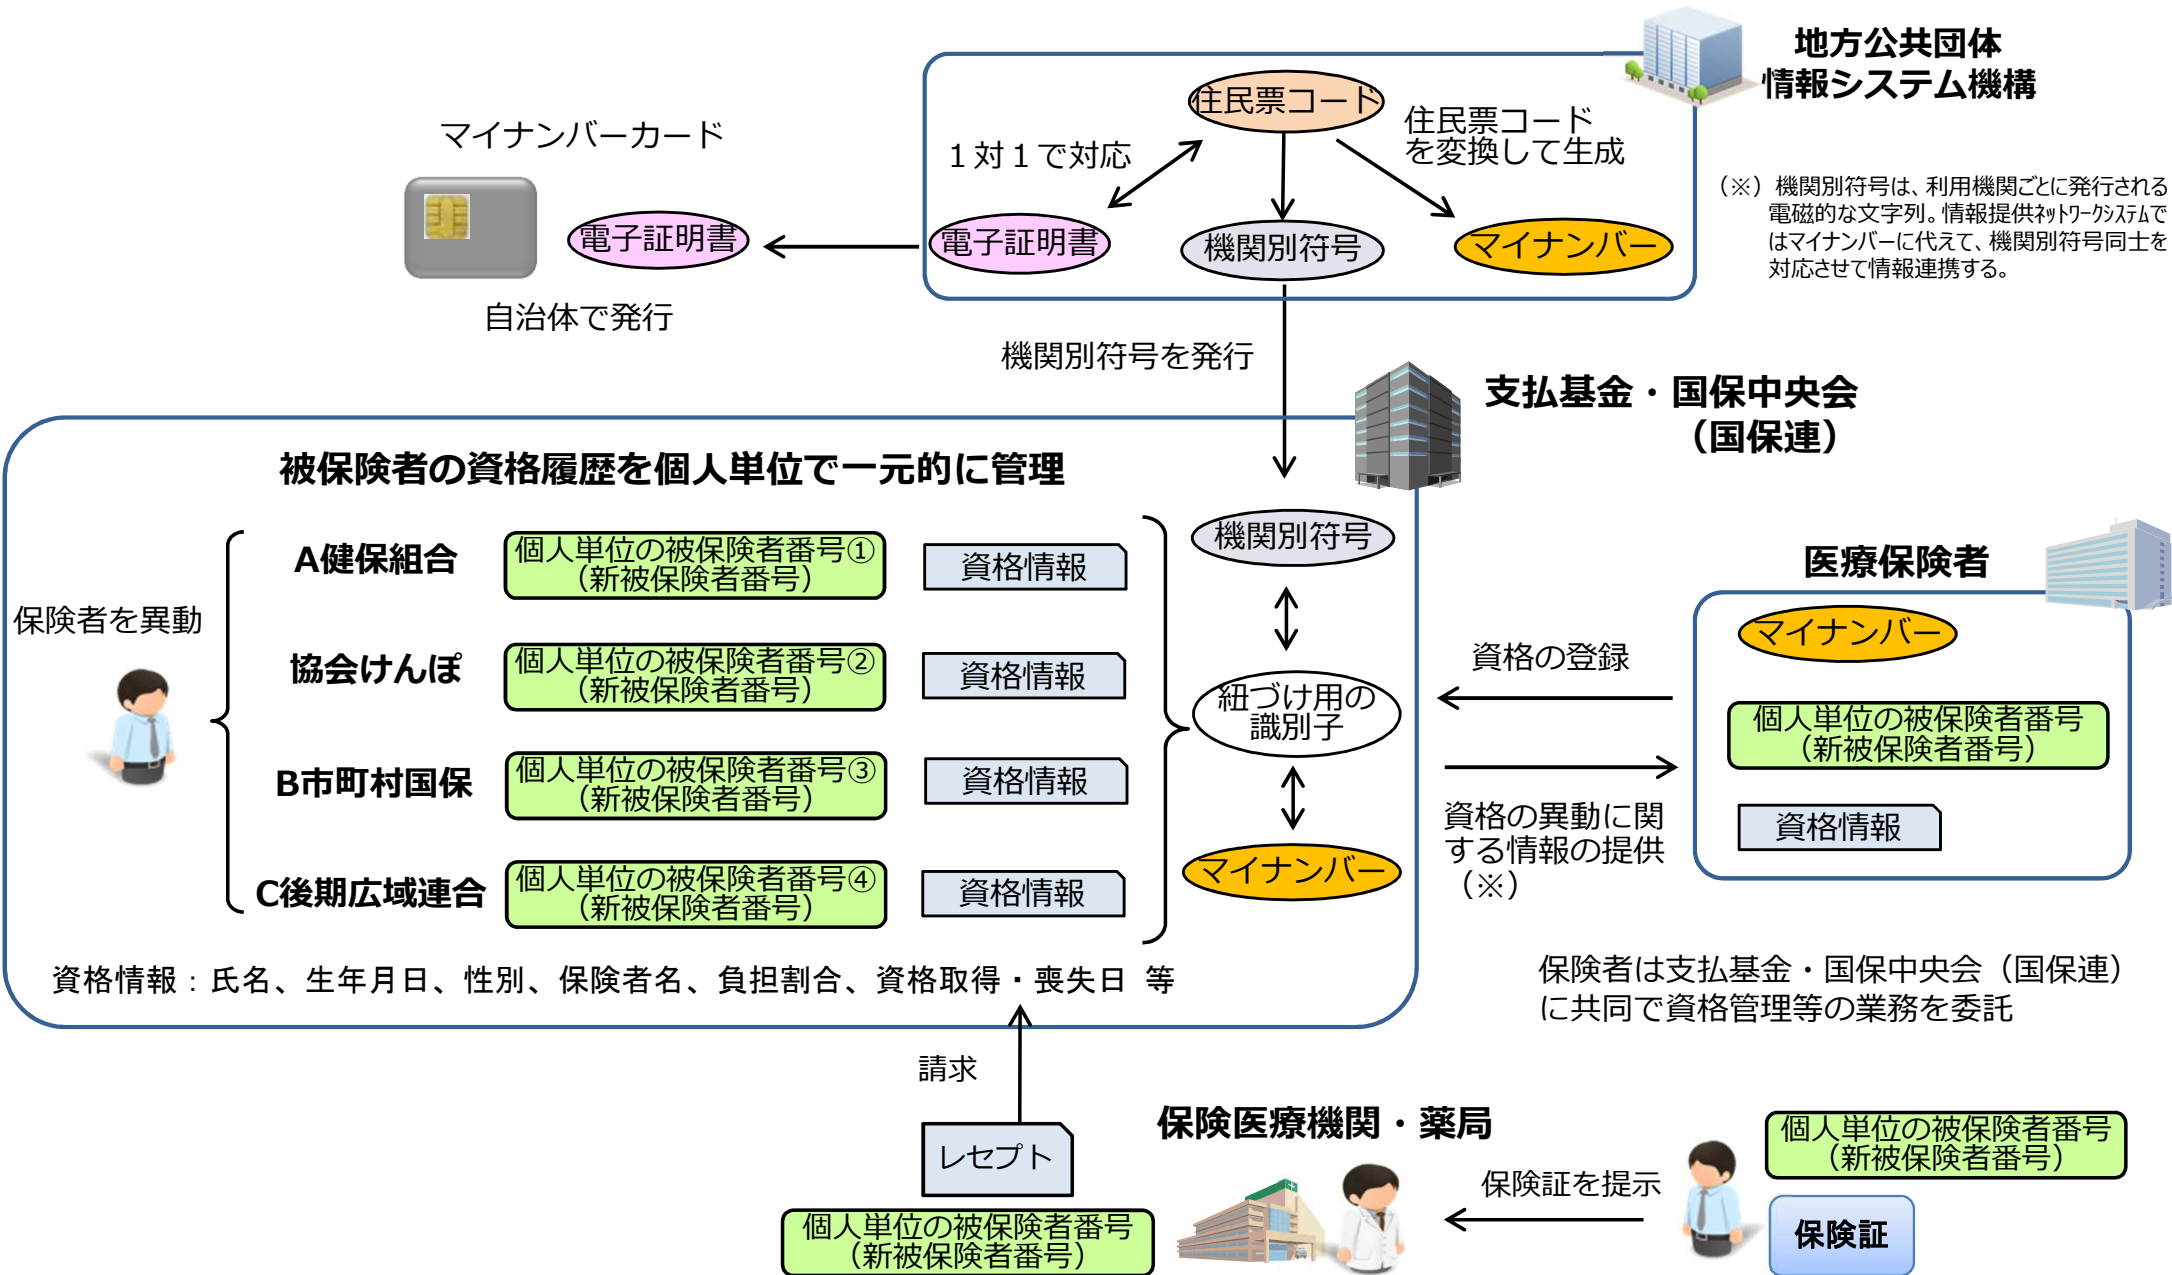 地方公共団体
情報システム機構
住民票コード
住民票コード
を変換して生成
1対1で対応
マイナンバーカード
電子証明書
電子証明書
機関別符号
マイナンバー
自治体で発行
(※)機関別符号は、利用機関ごとに発行される
電磁的な文字列。情報提供ネットワークシステムで
はマイナンバーに代えて、機関別符号同士を
対応させて情報連携する。
機関別符号を発行
支払基金・国保中央会
(国保連)
被保険者の資格履歴を個人単位で一元的に管理
保険者を異動
A健保組合
個人単位の被保険者番号①
(新被保険者番号)
資格情報
協会けんぽ
個人単位の被保険者番号②
(新被保険者番号)
資格情報
B市町村国保
個人単位の被保険者番号③
(新被保険者番号)
資格情報
C後期広域連合
個人単位の被保険者番号④
(新被保険者番号)
資格情報
機関別符号
紐づけ用の
識別子
マイナンバー
資格情報:氏名、生年月日、性別、保険者名、負担割合、資格取得・喪失日 等
資格の登録
資格の異動に関
する情報の提供
(※)
医療保険者
マイナンバー
個人単位の被保険者番号
(新被保険者番号)
資格情報
保険者は支払基金・国保中央会(国保連)
に共同で資格管理等の業務を委託
請求
レセプト
個人単位の被保険者番号
(新被保険者番号)
保険医療機関・薬局
保険証を提示
個人単位の被保険者番号
(新被保険者番号)
保険証